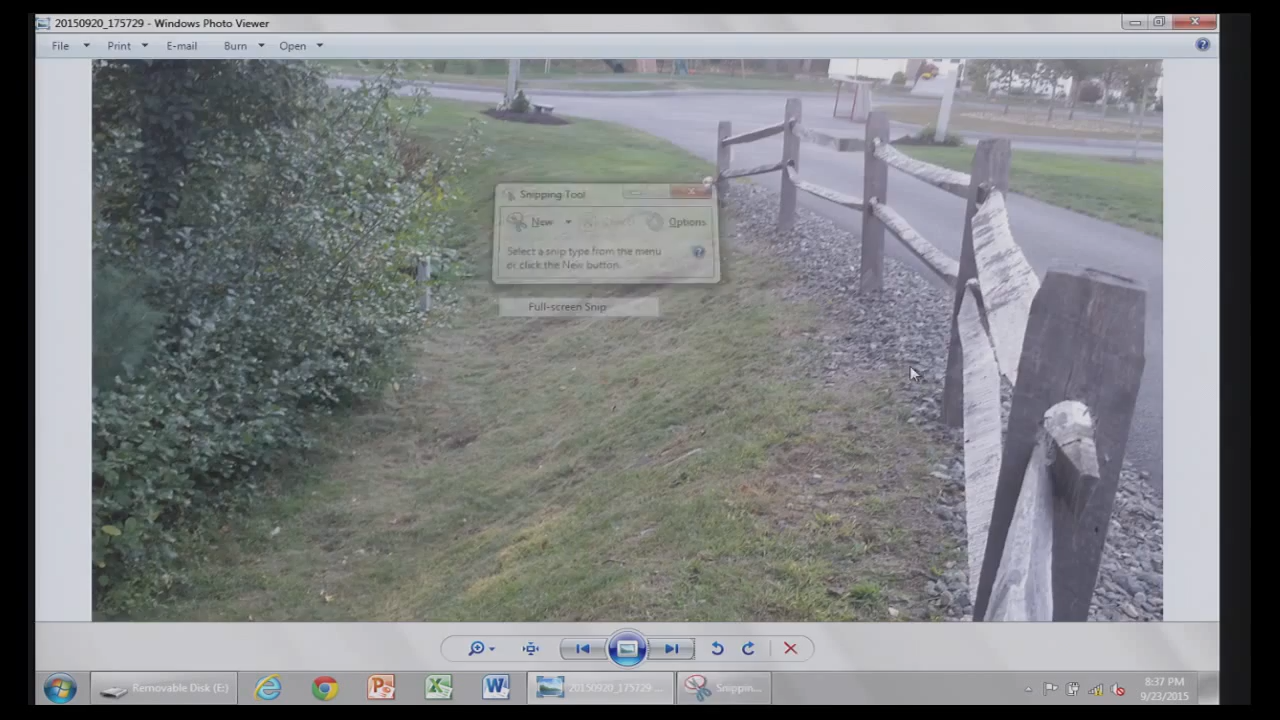 20150920_175729 - Windows Photo Viewer
File Print E-mail Burn Open
Snipping Tool
New Options
Select a snip type from the menu
or click the New button.
Full-screen Snip
Removable Disk (E:)
20150920_175729 ...
Snippin...
8:37 PM
9/23/2015